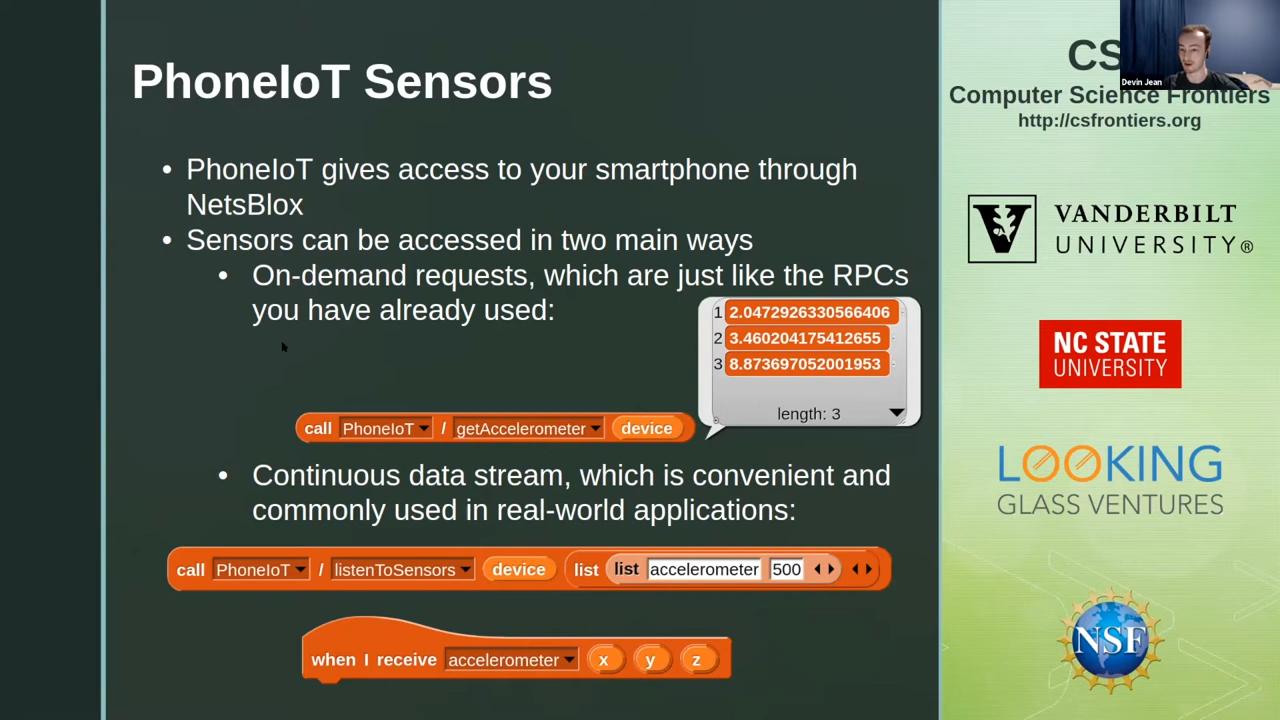 PhoneIoT Sensors
• PhoneIoT gives access to your smartphone through
NetsBlox
• Sensors can be accessed in two main ways
• On-demand requests, which are just like the RPCs
you have already used:
1 2.0472926330566406
2 3.460204175412655
3 8.873697052001953
length: 3
call PhoneIoT / getAccelerometer device
• Continuous data stream, which is convenient and
commonly used in real-world applications:
call PhoneIoT / listenToSensors device list list accelerometer 500
when I receive accelerometer x y z
CS
Devin Jean
Computer Science Frontiers
http://csfrontiers.org
VANDERBILT
UNIVERSITY®
NC STATE
UNIVERSITY
LOOKING
GLASS VENTURES
NSF